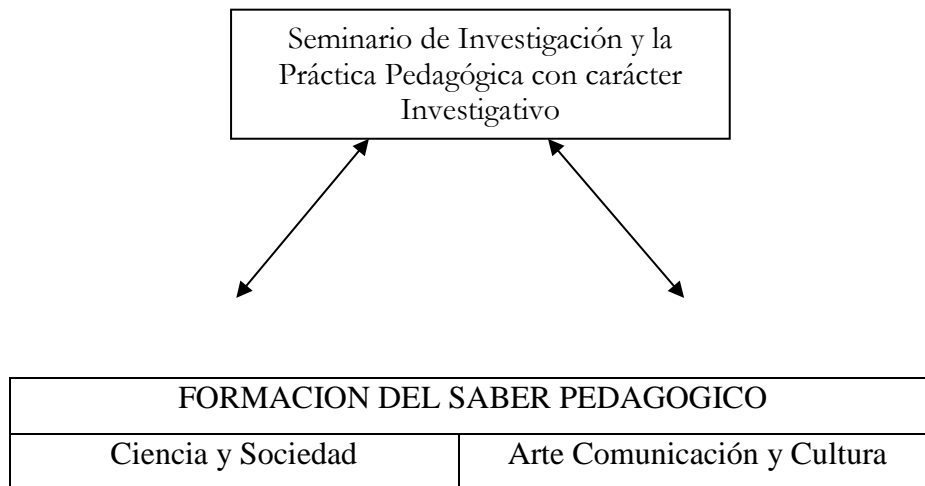 Seminario de Investigación y la
Práctica Pedagógica con carácter
Investigativo
FORMACION DEL SABER PEDAGOGICO
Ciencia y Sociedad
Arte Comunicación y Cultura